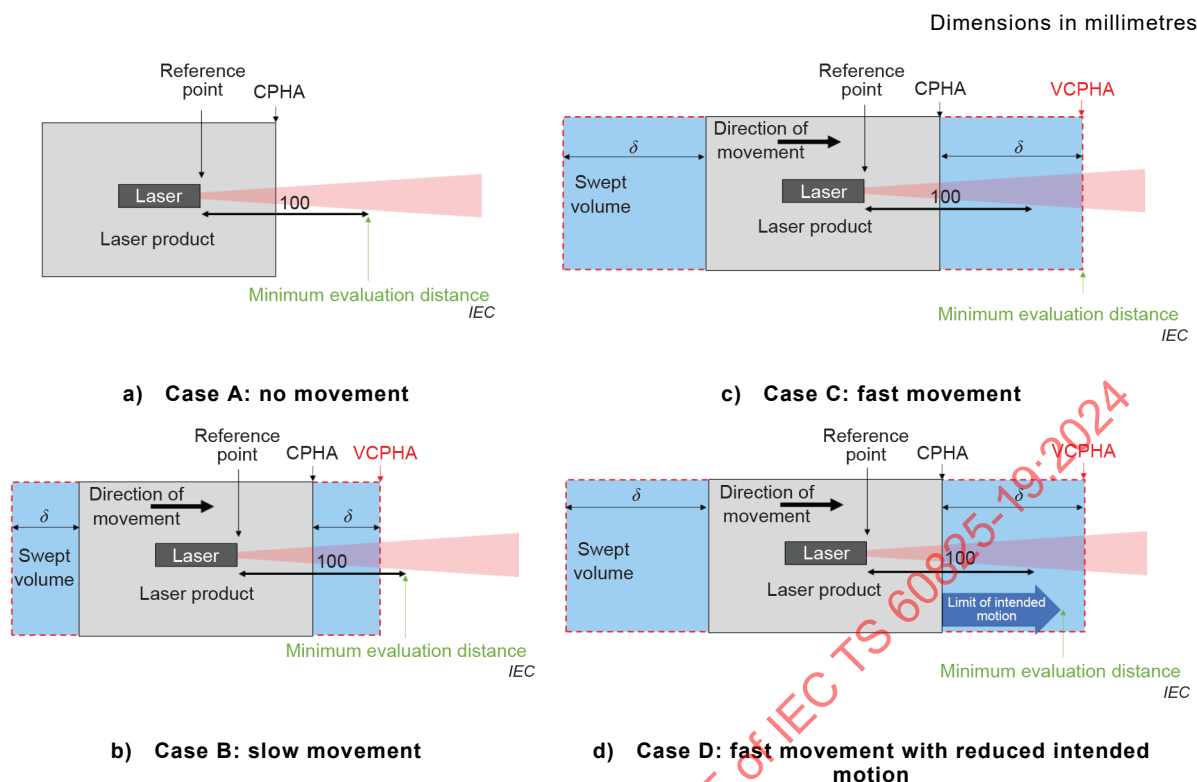 Dimensions in millimetres
Reference
point
CPHA
Laser
100
Laser product
Minimum evaluation distance
IEC
a) Case A: no movement
Reference
point
CPHA
VCPHA
Direction of
movement
δ
δ
Swept
volume
Laser
100
Laser product
Minimum evaluation distance
IEC
c) Case C: fast movement
Reference
point
CPHA
VCPHA
Direction of
movement
δ
δ
Swept
volume
Laser
100
Laser product
Minimum evaluation distance
IEC
b) Case B: slow movement
Reference
point
CPHA
VCPHA
Direction of
movement
δ
δ
Swept
volume
Laser
100
Laser product
Limit of intended
motion
Minimum evaluation distance
IEC
d) Case D: fast movement with reduced intended
motion
of IEC TS 60825-19:2024